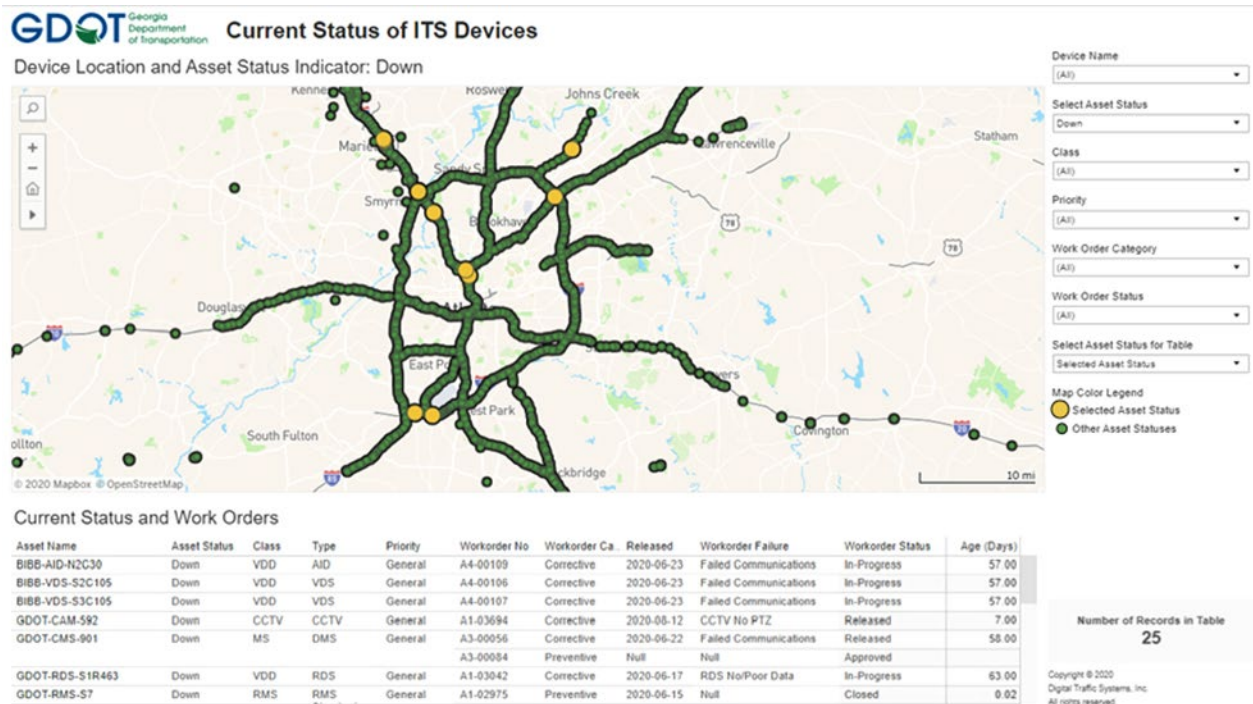 GDOT Georgia Department of Transportation Current Status of ITS Devices
Device Location and Asset Status Indicator: Down
Kenne
Roswe
Johns Creek
Marie
Lawrenceville
Statham
Sandy S
Smyr
Brookhav
78
78
Douglas
East Po
est Park
Covington
South Fulton
ollton
ckbridge
© 2020 Mapbox © OpenStreetMap
10 mi
Device Name
(All)
Select Asset Status
Down
Class
(All)
Priority
(All)
Work Order Category
(All)
Work Order Status
(All)
Select Asset Status for Table
Selected Asset Status
Map Color Legend
Selected Asset Status
Other Asset Statuses
Current Status and Work Orders
Asset Name Asset Status Class Type Priority Workorder No Workorder Ca.. Released Workorder Failure Workorder Status Age (Days)
BIBB-AID-N2C30 Down VDD AID General A4-00109 Corrective 2020-06-23 Failed Communications In-Progress 57.00
BIBB-VDS-S2C105 Down VDD VDS General A4-00106 Corrective 2020-06-23 Failed Communications In-Progress 57.00
BIBB-VDS-S3C105 Down VDD VDS General A4-00107 Corrective 2020-06-23 Failed Communications In-Progress 57.00
GDOT-CAM-592 Down CCTV CCTV General A1-03694 Corrective 2020-08-12 CCTV No PTZ Released 7.00
GDOT-CMS-901 Down MS DMS General A3-00056 Corrective 2020-06-22 Failed Communications Released 58.00
A3-00084 Preventive Null Null Approved
GDOT-RDS-S1R463 Down VDD RDS General A1-03042 Corrective 2020-06-17 RDS No/Poor Data In-Progress 63.00
GDOT-RMS-S7 Down RMS RMS General A1-02975 Preventive 2020-06-15 Null Closed 0.02
Number of Records in Table
25
Copyright © 2020
Digital Traffic Systems, Inc.
All rights reserved